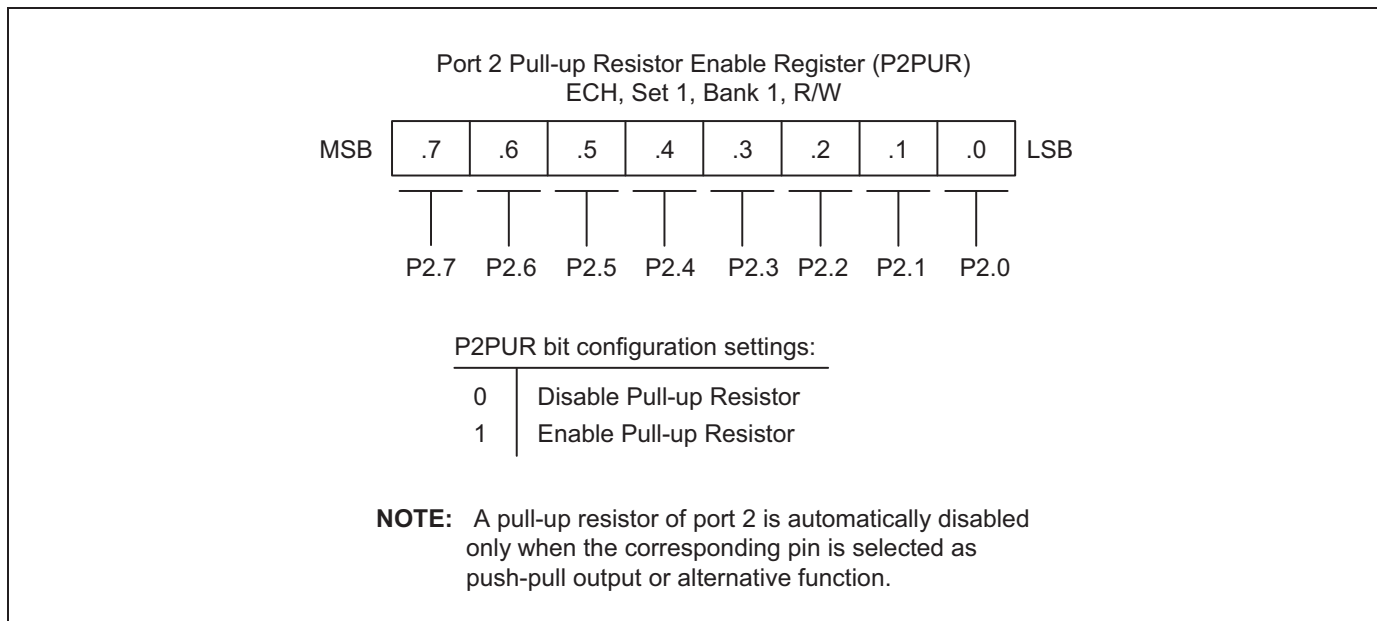 Port 2 Pull-up Resistor Enable Register (P2PUR)
ECH, Set 1, Bank 1, R/W
MSB .7 .6 .5 .4 .3 .2 .1 .0 LSB
P2.7 P2.6 P2.5 P2.4 P2.3 P2.2 P2.1 P2.0
P2PUR bit configuration settings:
0 Disable Pull-up Resistor
1 Enable Pull-up Resistor
NOTE: A pull-up resistor of port 2 is automatically disabled
only when the corresponding pin is selected as
push-pull output or alternative function.